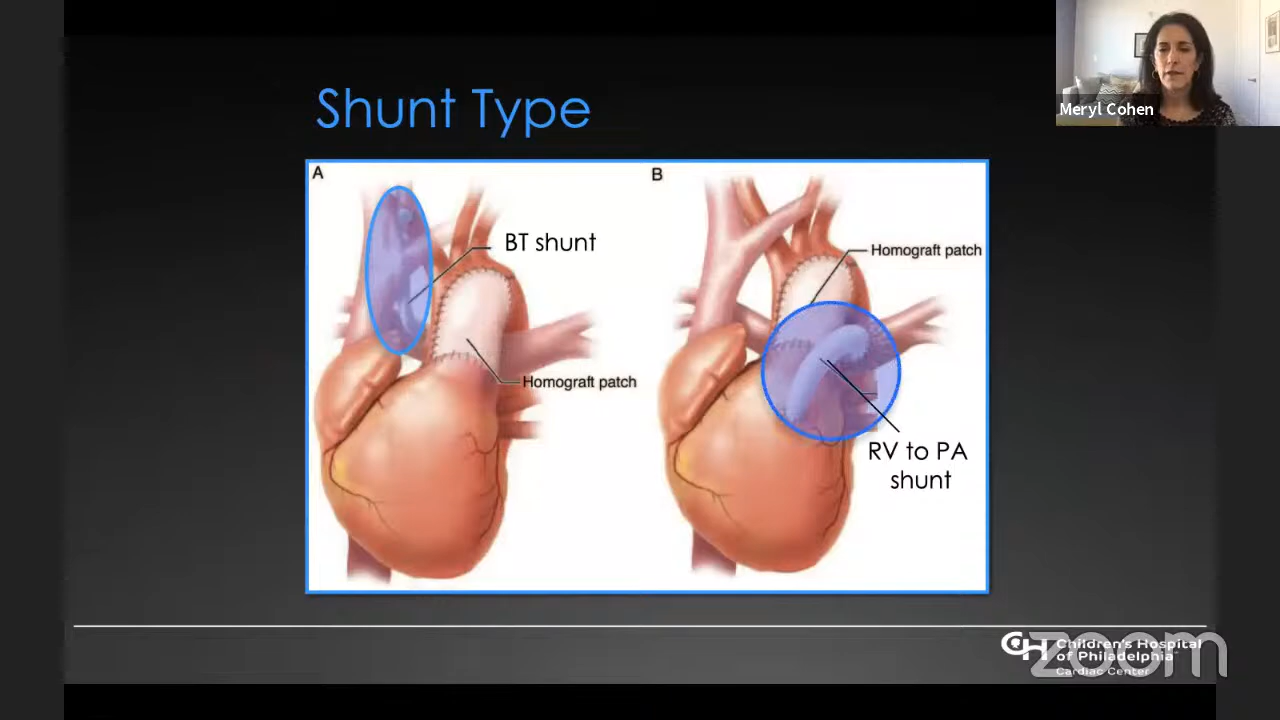 Shunt Type
Meryl Cohen
A
B
BT shunt
Homograft patch
Homograft patch
RV to PA
shunt
CH Children's Hospital
of Philadelphia
Cardiac Center
zoom